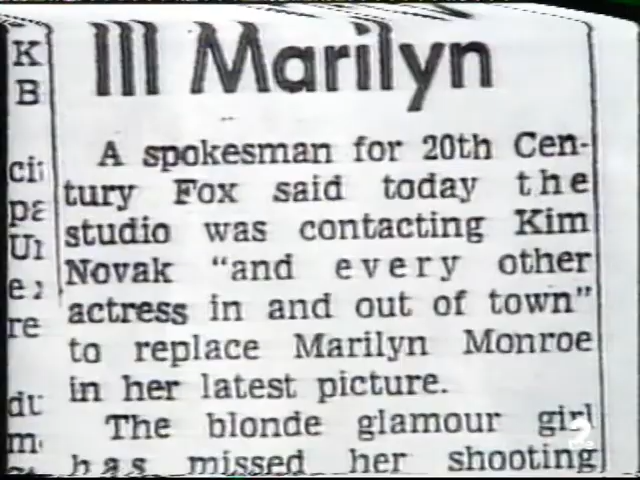 Ill Marilyn
A spokesman for 20th Cen-
tury Fox said today the
studio was contacting Kim
Novak "and every other
actress in and out of town"
to replace Marilyn Monroe
in her latest picture.
The blonde glamour girl
has missed her shooting
K
B
re
2